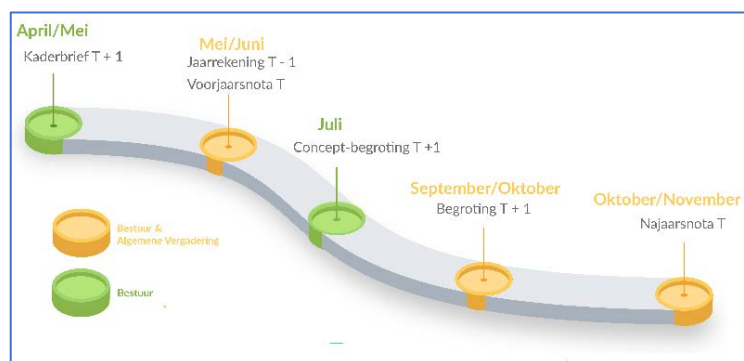 April/Mei
Kaderbrief T + 1
Mei/Juni
Jaarrekening T - 1
Voorjaarsnota T
Juli
Concept-begroting T +1
September/Oktober
Begroting T + 1
Oktober/November
Najaarsnota T
Bestuur &
Algemene Vergadering
Bestuur